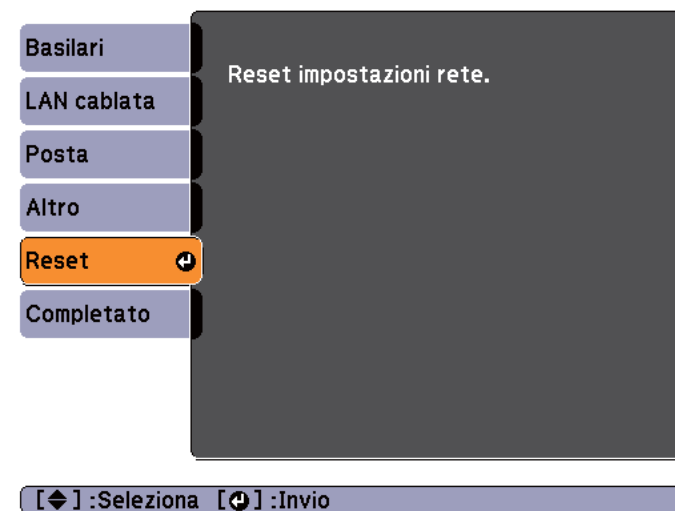 Basilari
Reset impostazioni rete.
LAN cablata
Posta
Altro
Reset
Completato
[◆] :Seleziona [↵] :Invio